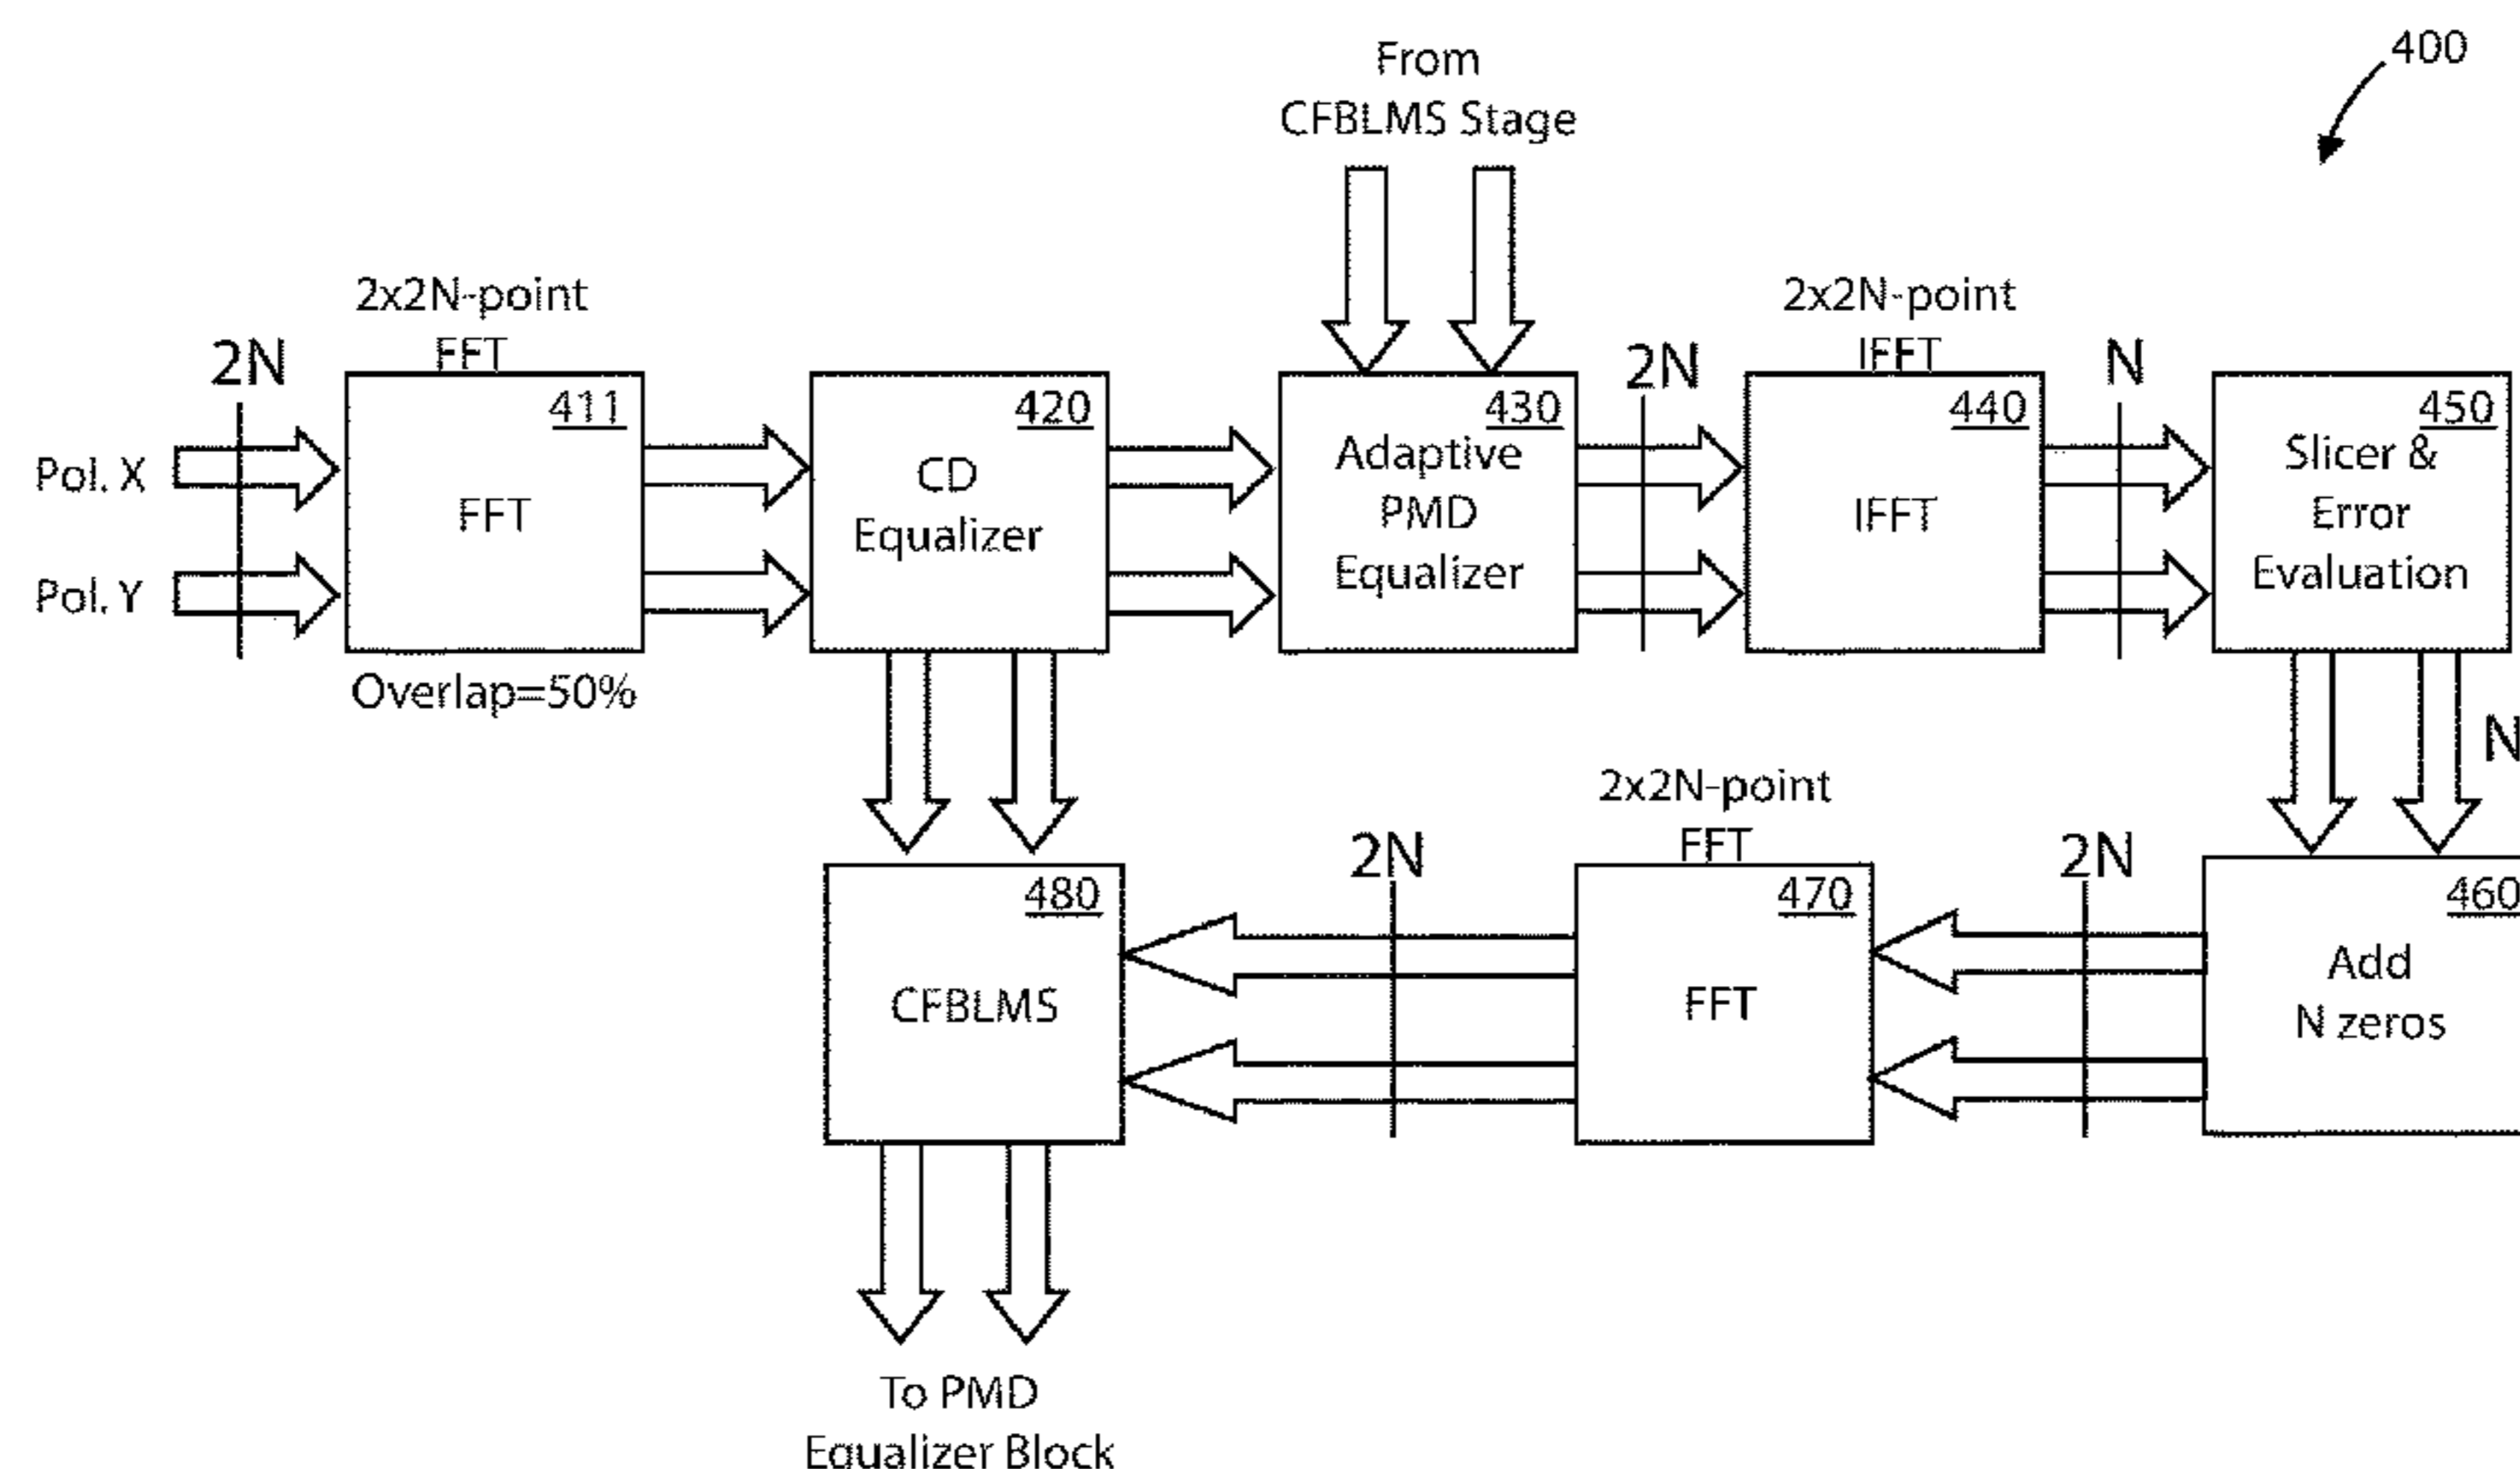 400
From
CFBLMS Stage
2x2N-point
FFT
2N
411
FFT
Pol. X
Pol. Y
Overlap=50%
420
CD
Equalizer
430
Adaptive
PMD
Equalizer
2N
2x2N-point
IFFT
440
IFFT
N
450
Slicer &
Error
Evaluation
N
460
Add
N zeros
2N
2x2N-point
FFT
470
FFT
2N
480
CFBLMS
To PMD
Equalizer Block